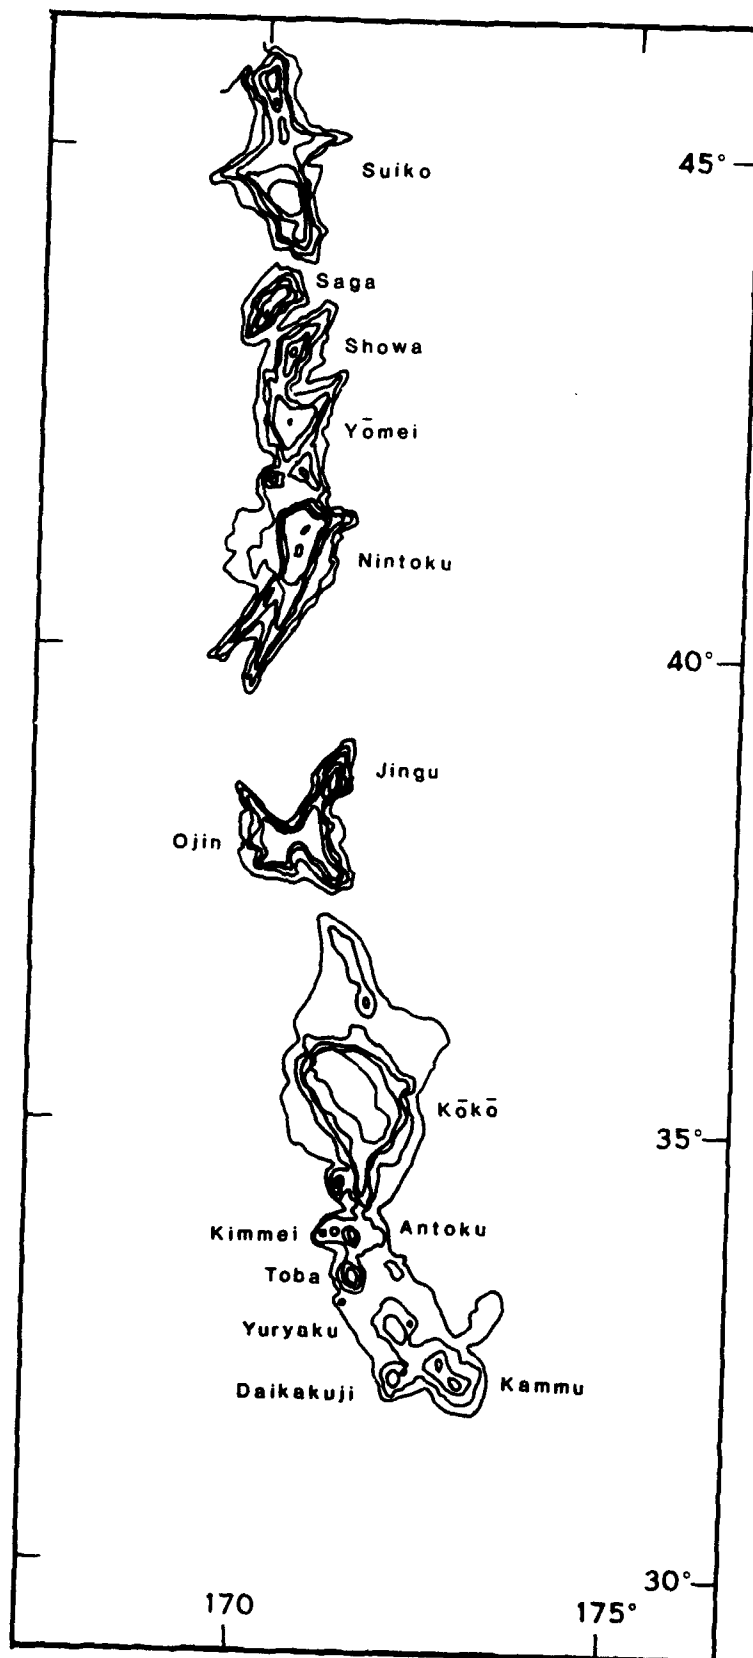 Suiko
45°
Saga
Showa
Yōmei
Nintoku
40°
Jingu
Ojin
Kōkō
35°
Kimmei
Antoku
Toba
Yuryaku
Daikakuji
Kammu
30°
170
175°